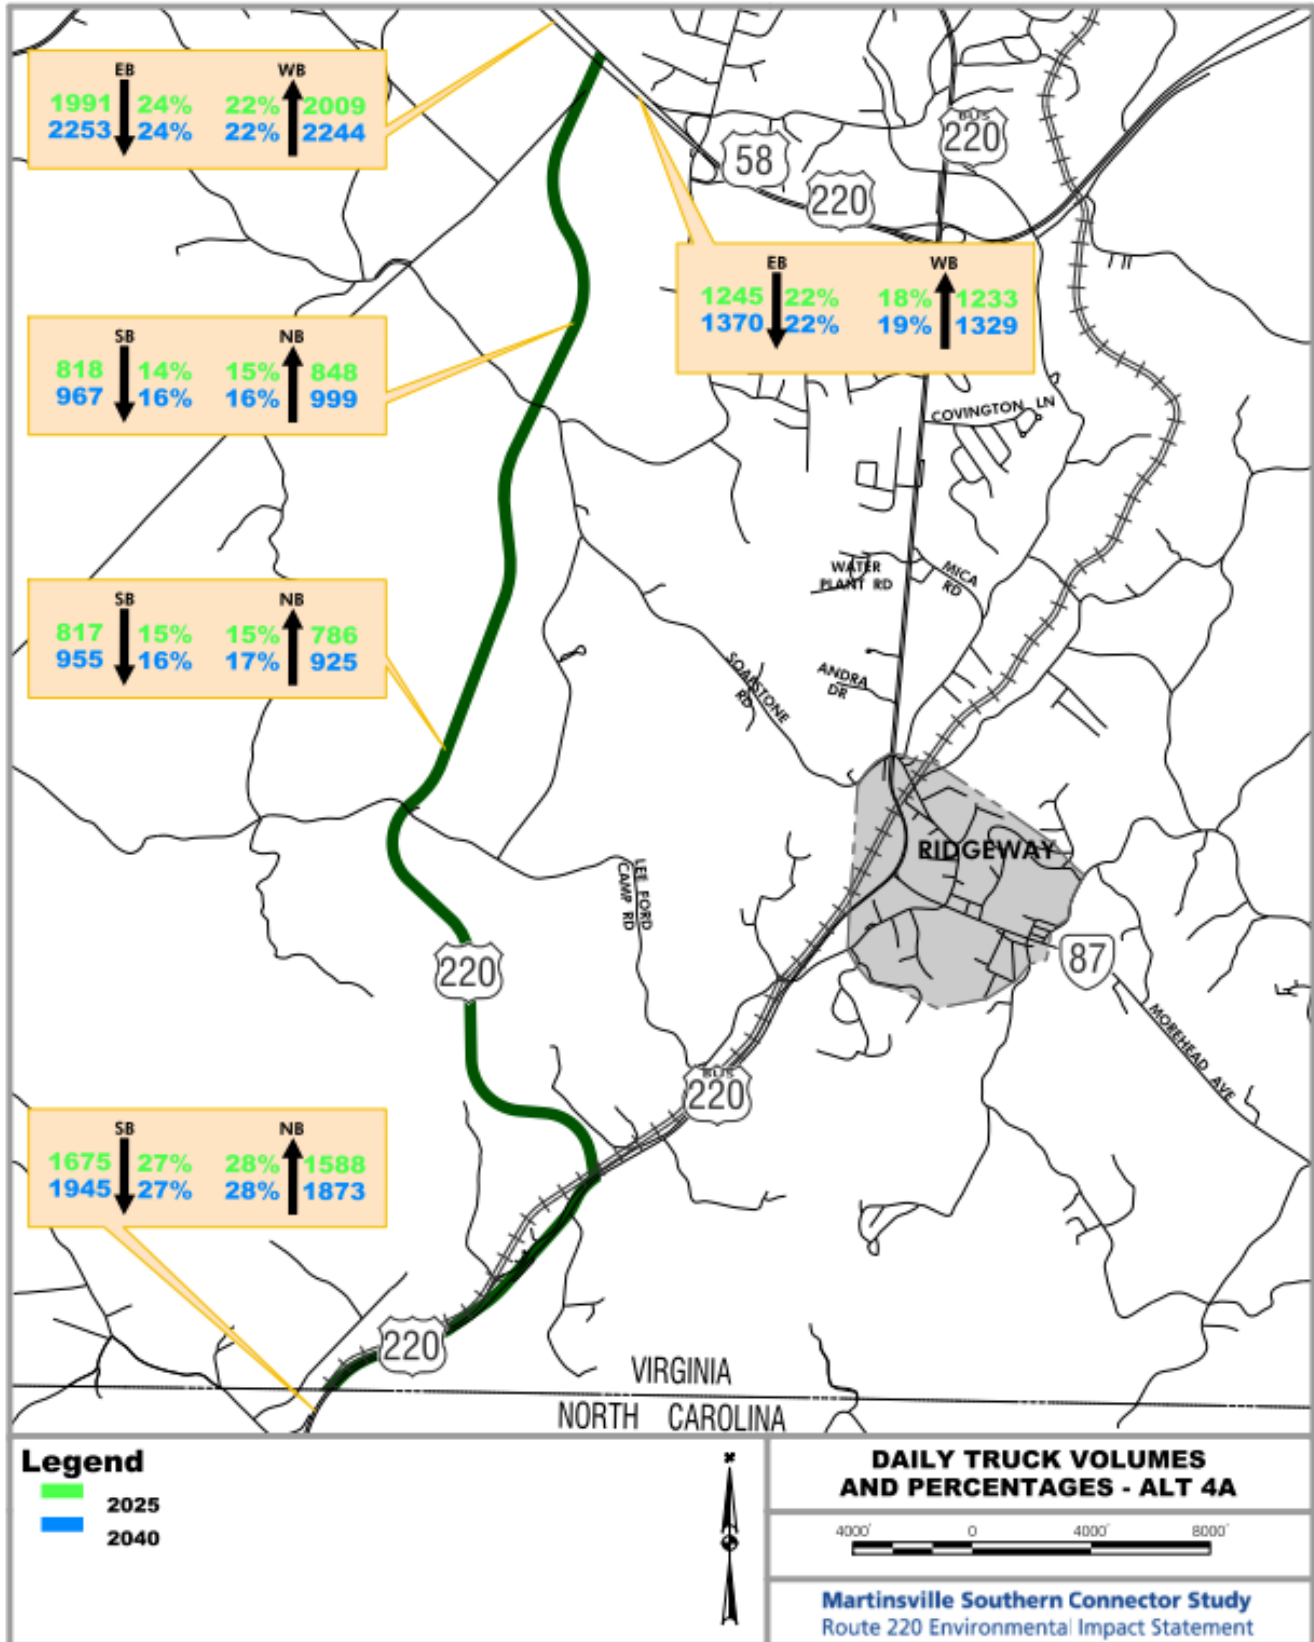 EB WB
1991 24% 22% 2009
2253 24% 22% 2244
58
BUS
220
220
EB WB
1245 22% 18% 1233
1370 22% 19% 1329
SB NB
818 14% 15% 848
967 16% 16% 999
COVINGTON LN
WATER
PLANT RD
MICA
RD
SB NB
817 15% 15% 786
955 16% 17% 925
SOAPSTONE
RD
ANDRA
DR
RIDGEWAY
LEE FORD
CAMP RD
220
87
MOREHEAD AVE
BUS
220
SB NB
1675 27% 28% 1588
1945 27% 28% 1873
220
VIRGINIA
NORTH CAROLINA
Legend
2025
2040
DAILY TRUCK VOLUMES
AND PERCENTAGES - ALT 4A
4000' 0 4000' 8000'
Martinsville Southern Connector Study
Route 220 Environmental Impact Statement